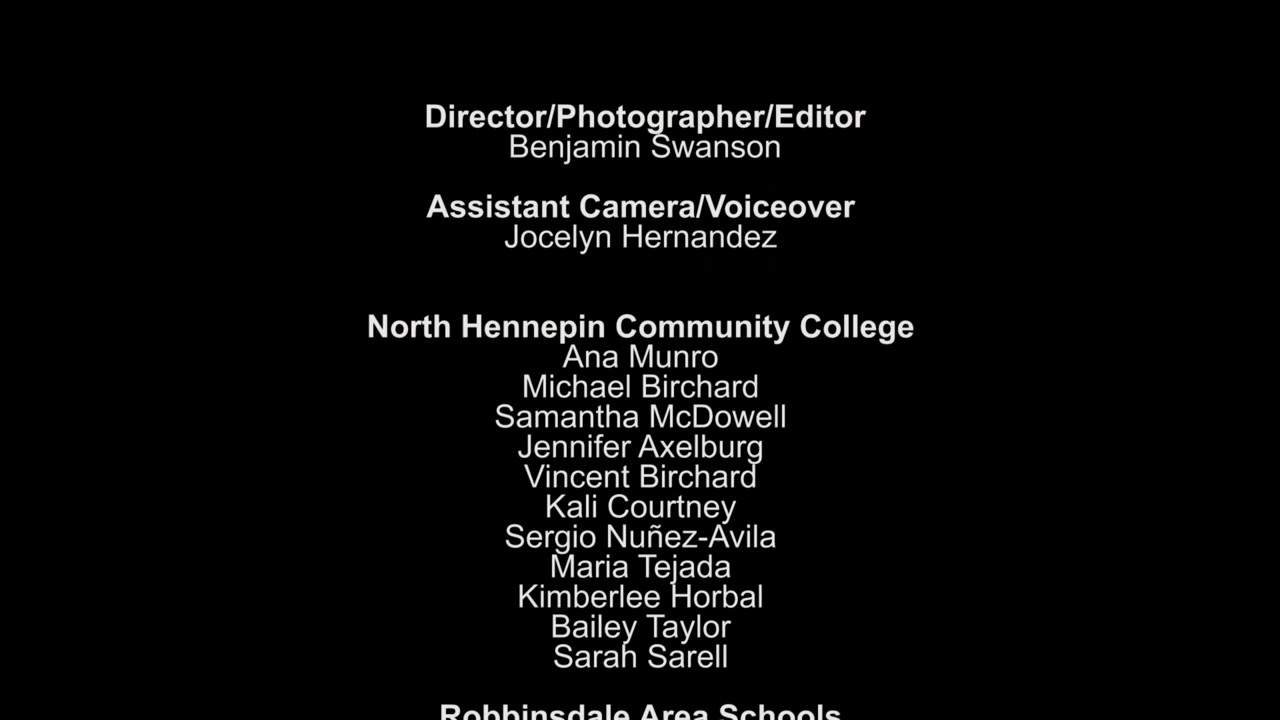 Director/Photographer/Editor
Benjamin Swanson
Assistant Camera/Voiceover
Jocelyn Hernandez
North Hennepin Community College
Ana Munro
Michael Birchard
Samantha McDowell
Jennifer Axelburg
Vincent Birchard
Kali Courtney
Sergio Nuñez-Avila
Maria Tejada
Kimberlee Horbal
Bailey Taylor
Sarah Sarell
Robbinsdale Area Schools